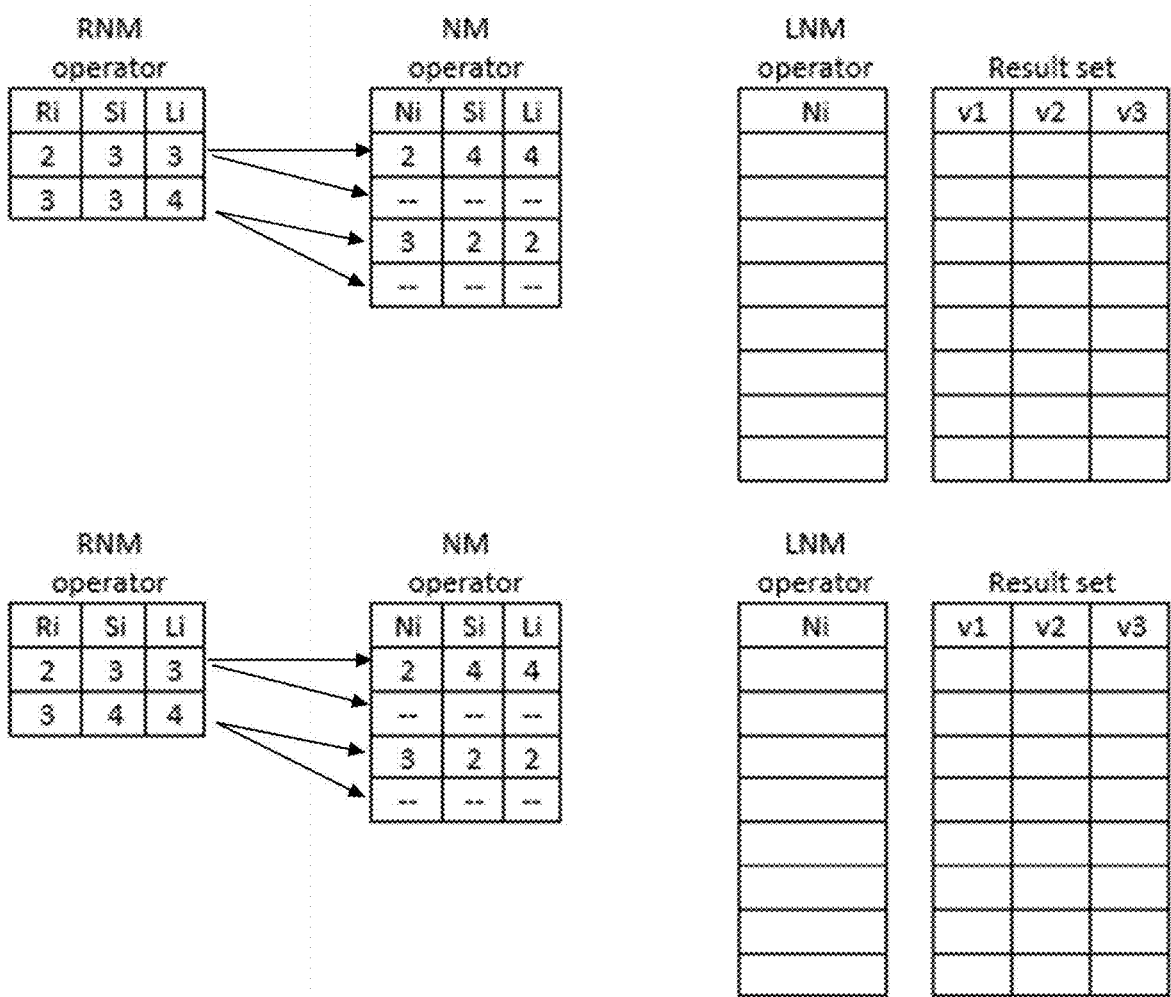 RNM NM LNM
operator operator operator Result set
Ri Si Li Ni Si Li Ni v1 v2 v3
2 3 3 2 4 4
3 3 4 -- -- --
3 2 2
-- -- --
RNM NM LNM
operator operator operator Result set
Ri Si Li Ni Si Li Ni v1 v2 v3
2 3 3 2 4 4
3 4 4 -- -- --
3 2 2
-- -- --